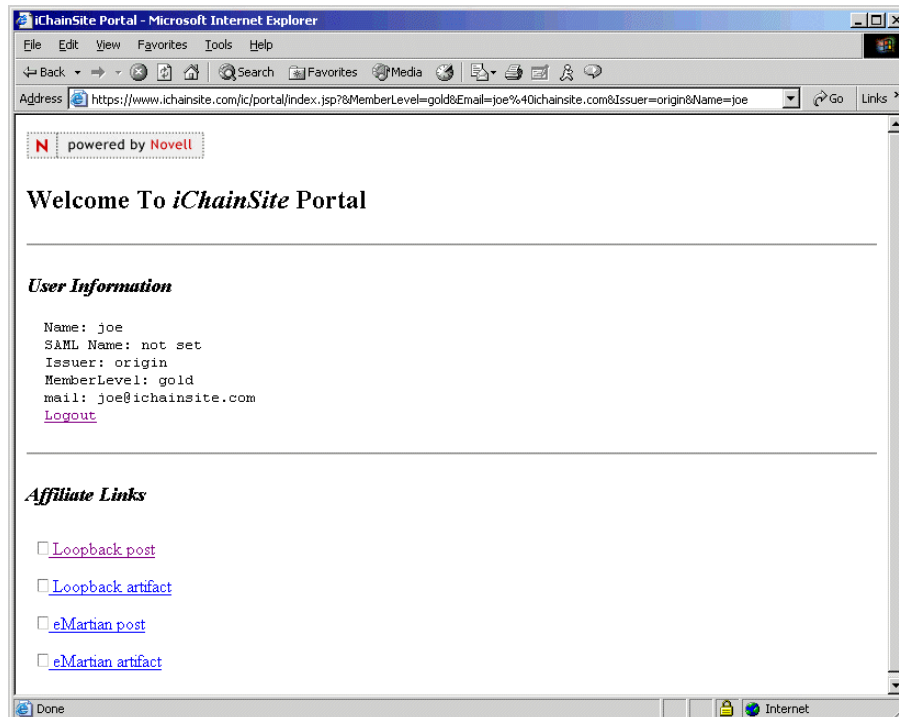 iChainSite Portal - Microsoft Internet Explorer
File Edit View Favorites Tools Help
Back Search Favorites Media
Address https://www.ichainsite.com/ic/portal/index.jsp?&MemberLevel=gold&Email=joe%40ichainsite.com&Issuer=origin&Name=joe Go Links »
N powered by Novell
Welcome To iChainSite Portal
User Information
Name: joe
SAML Name: not set
Issuer: origin
MemberLevel: gold
mail: joe@ichainsite.com
Logout
Affiliate Links
Loopback post
Loopback artifact
eMartian post
eMartian artifact
Done Internet